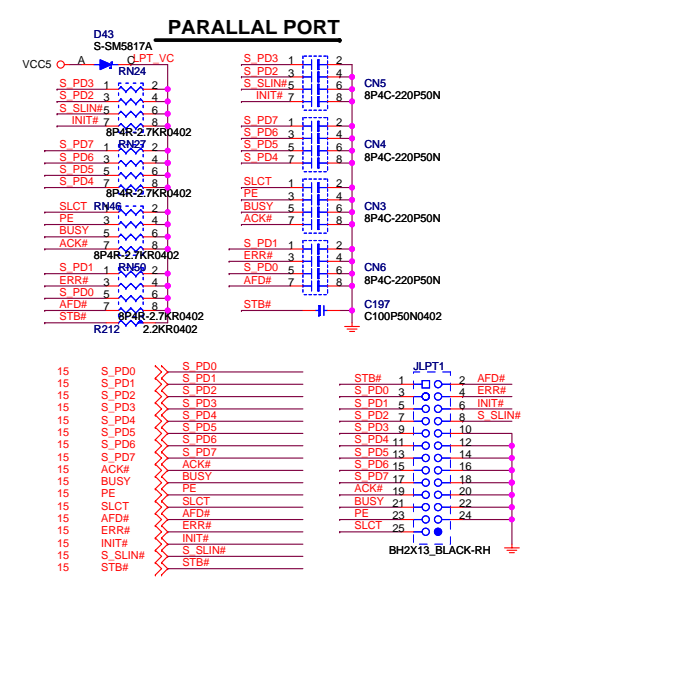 PARALLAL PORT
D43
S-SM5817A
VCC5 A C LPT_VC
RN24
S_PD3 1 2
S_PD2 3 4
S_SLIN# 5 6
INIT# 7 8
8P4R-2.7KR0402
RN27
S_PD7 1 2
S_PD6 3 4
S_PD5 5 6
S_PD4 7 8
8P4R-2.7KR0402
RN46
SLCT 1 2
PE 3 4
BUSY 5 6
ACK# 7 8
8P4R-2.7KR0402
RN59
S_PD1 1 2
ERR# 3 4
S_PD0 5 6
AFD# 7 8
8P4R-2.7KR0402
STB#
R212 2.2KR0402
S_PD3 1 2
S_PD2 3 4
S_SLIN# 5 6
INIT# 7 8
CN5
8P4C-220P50N
S_PD7 1 2
S_PD6 3 4
S_PD5 5 6
S_PD4 7 8
CN4
8P4C-220P50N
SLCT 1 2
PE 3 4
BUSY 5 6
ACK# 7 8
CN3
8P4C-220P50N
S_PD1 1 2
ERR# 3 4
S_PD0 5 6
AFD# 7 8
CN6
8P4C-220P50N
STB#
C197
C100P50N0402
15 S_PD0 S_PD0
15 S_PD1 S_PD1
15 S_PD2 S_PD2
15 S_PD3 S_PD3
15 S_PD4 S_PD4
15 S_PD5 S_PD5
15 S_PD6 S_PD6
15 S_PD7 S_PD7
15 ACK# ACK#
15 BUSY BUSY
15 PE PE
15 SLCT SLCT
15 AFD# AFD#
15 ERR# ERR#
15 INIT# INIT#
15 S_SLIN# S_SLIN#
15 STB# STB#
JLPT1
STB# 1 2 AFD#
S_PD0 3 4 ERR#
S_PD1 5 6 INIT#
S_PD2 7 8 S_SLIN#
S_PD3 9 10
S_PD4 11 12
S_PD5 13 14
S_PD6 15 16
S_PD7 17 18
ACK# 19 20
BUSY 21 22
PE 23 24
SLCT 25
BH2X13_BLACK-RH